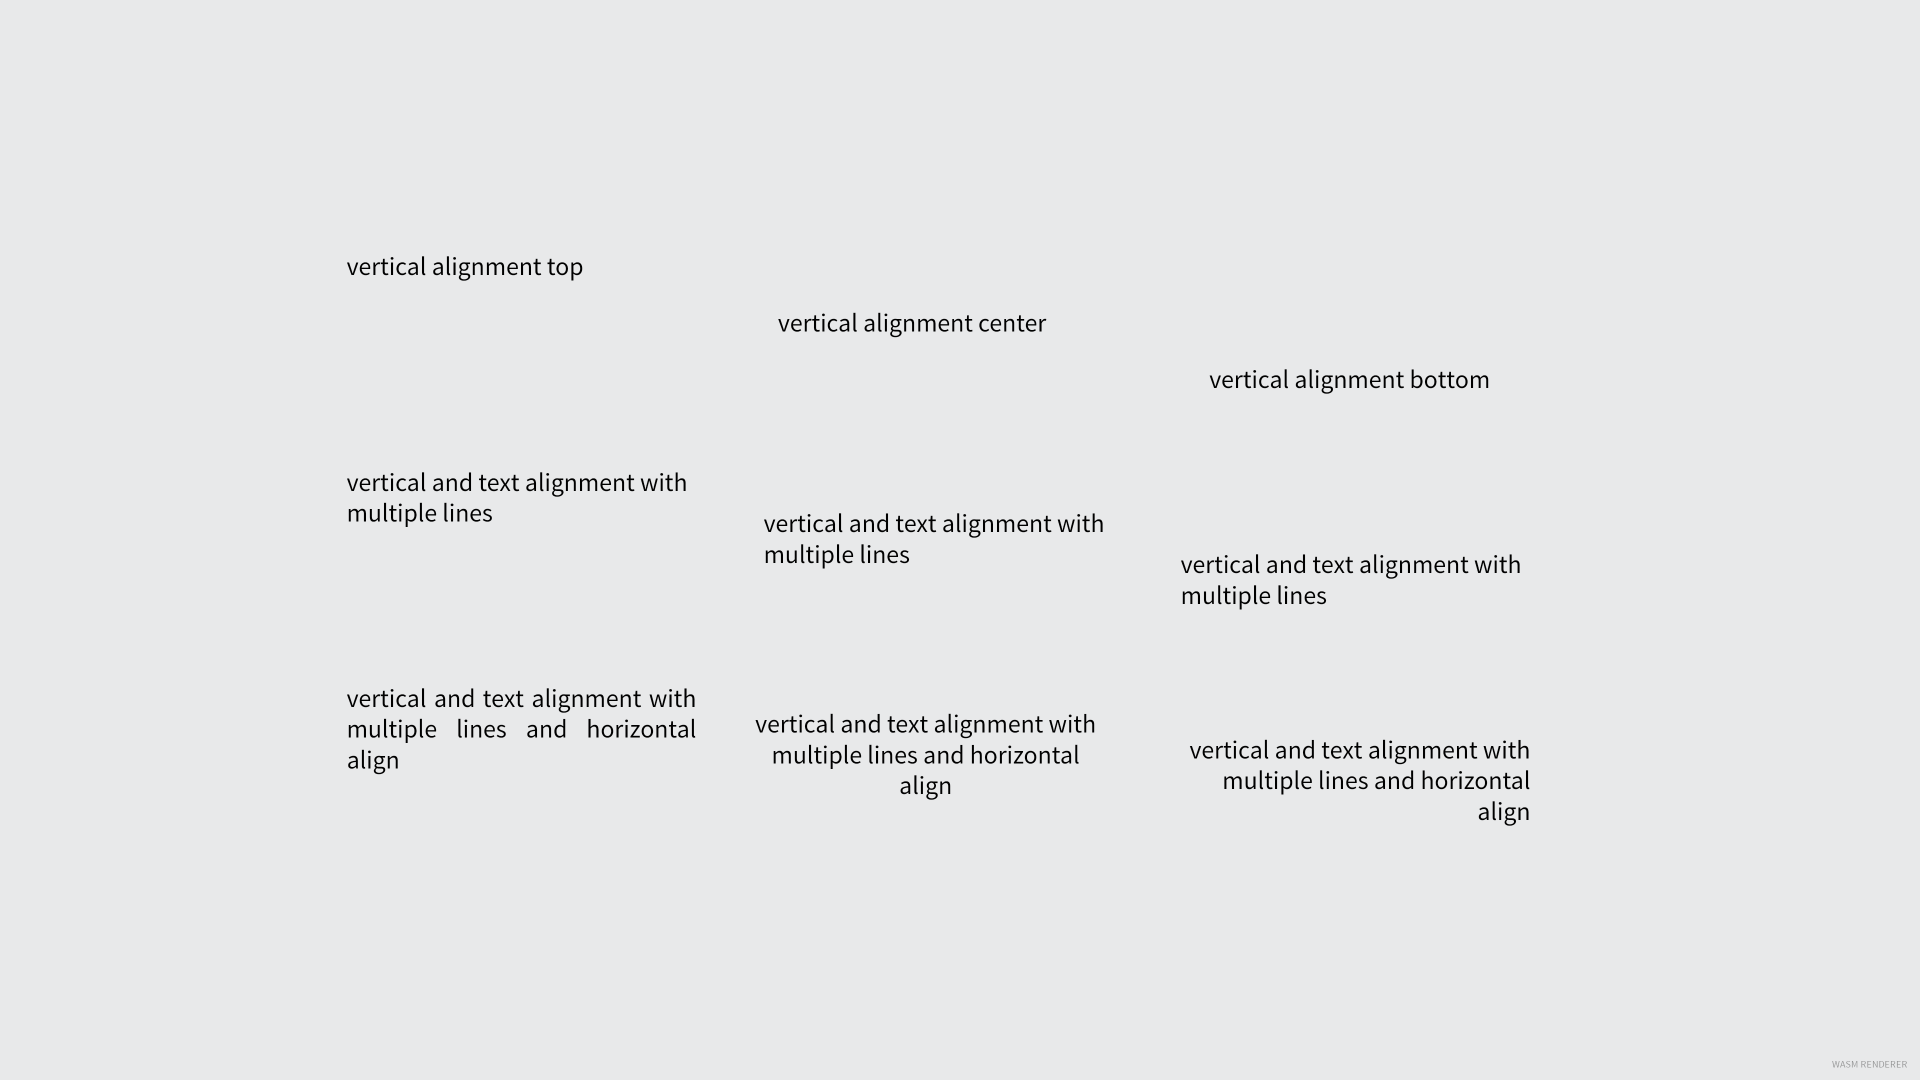 vertical alignment top
vertical alignment center
vertical alignment bottom
vertical and text alignment with
multiple lines
vertical and text alignment with
multiple lines
vertical and text alignment with
multiple lines
vertical and text alignment with
multiple lines and horizontal
align
vertical and text alignment with
multiple lines and horizontal
align
vertical and text alignment with
multiple lines and horizontal
align
WASM RENDERER